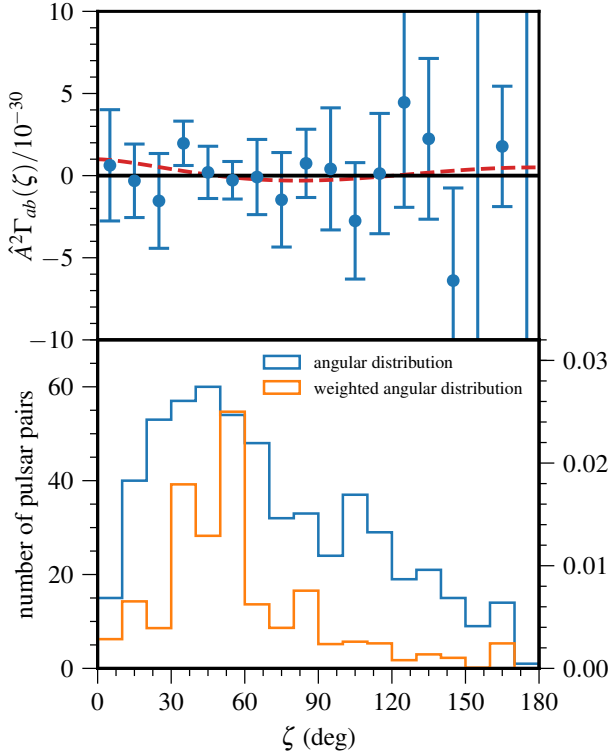 10
5
0
−5
−10
Â²Γab(ζ)/10⁻³⁰
angular distribution
weighted angular distribution
60
40
20
0
number of pulsar pairs
0.03
0.02
0.01
0.00
0 30 60 90 120 150 180
ζ (deg)